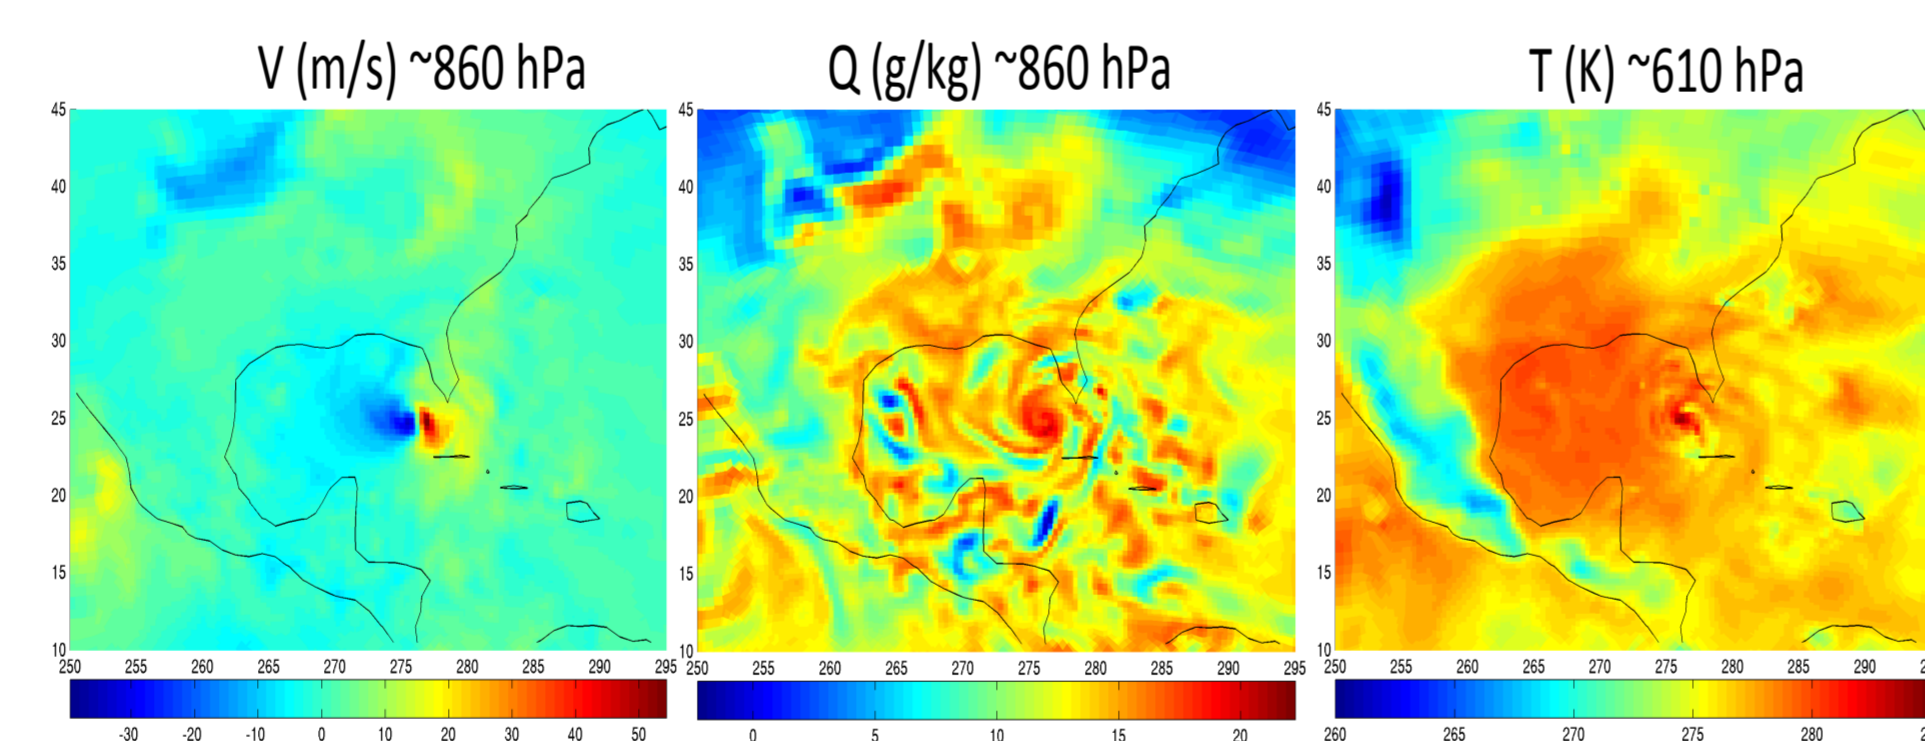 V (m/s) ~860 hPa
Q (g/kg) ~860 hPa
T (K) ~610 hPa
45 40 35 30 25 20 15 10
250 255 260 265 270 275 280 285 290 295
-30 -20 -10 0 10 20 30 40 50
45 40 35 30 25 20 15 10
250 255 260 265 270 275 280 285 290 295
0 5 10 15 20
45 40 35 30 25 20 15 10
250 255 260 265 270 275 280 285 290
260 265 270 275 280